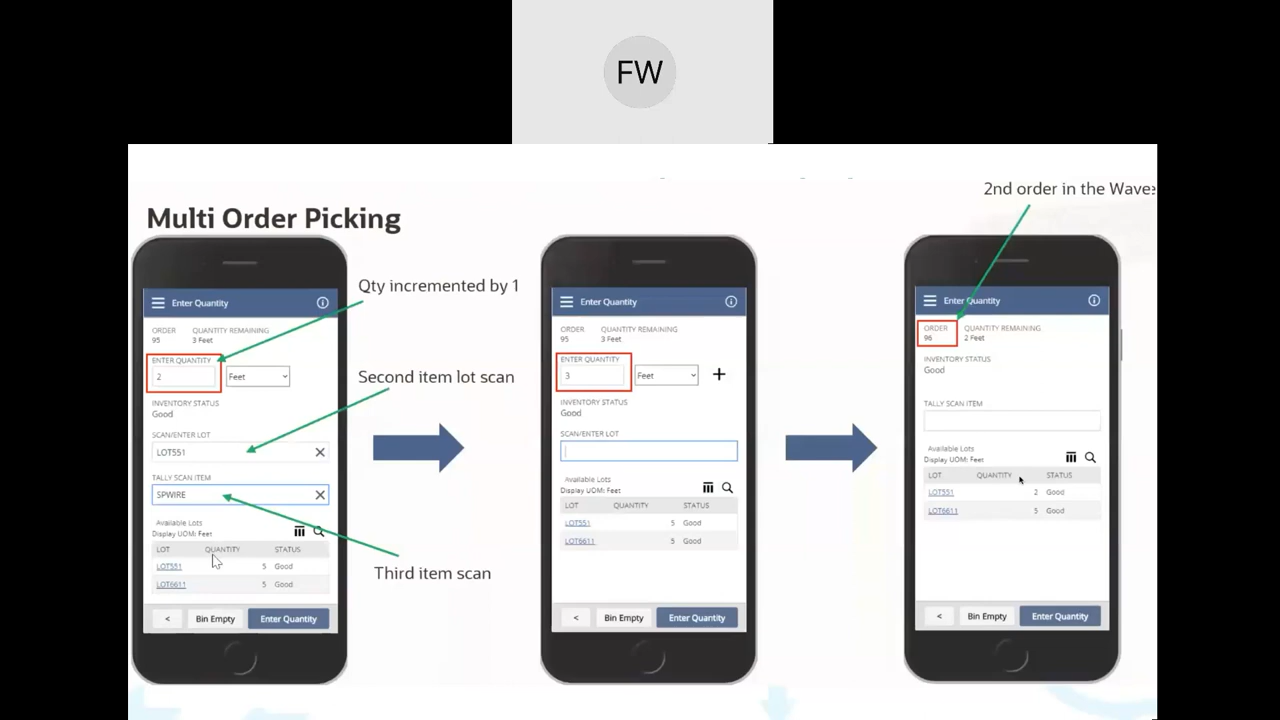 FW
2nd order in the Wave
Multi Order Picking
Qty incremented by 1
Second item lot scan
Third item scan
Enter Quantity
ORDER QUANTITY REMAINING
95 3 Feet
ENTER QUANTITY
2 Feet
INVENTORY STATUS
Good
SCAN/ENTER LOT
LOT551
TALLY SCAN ITEM
SPWIRE
Available Lots
Display UOM: Feet
LOT QUANTITY STATUS
LOT551 5 Good
LOT6611 5 Good
< Bin Empty Enter Quantity
Enter Quantity
ORDER QUANTITY REMAINING
95 3 Feet
ENTER QUANTITY
3 Feet +
INVENTORY STATUS
Good
SCAN/ENTER LOT
Available Lots
Display UOM: Feet
LOT QUANTITY STATUS
LOT551 5 Good
LOT6611 5 Good
< Bin Empty Enter Quantity
Enter Quantity
ORDER QUANTITY REMAINING
96 2 Feet
INVENTORY STATUS
Good
TALLY SCAN ITEM
Available Lots
Display UOM: Feet
LOT QUANTITY STATUS
LOT551 2 Good
LOT6611 5 Good
< Bin Empty Enter Quantity